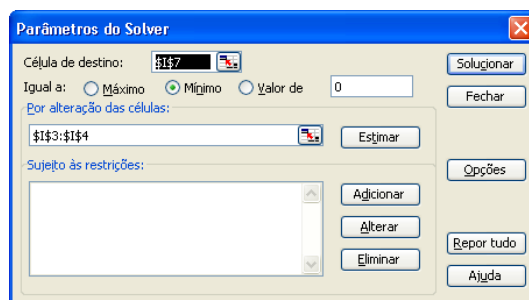 Parâmetros do Solver
Célula de destino: $I$7 Solucionar
Igual a: Máximo Mínimo Valor de 0 Fechar
Por alteração das células:
$I$3:$I$4 Estimar
Sujeito às restrições: Opções
Adicionar
Alterar
Eliminar Repor tudo
Ajuda